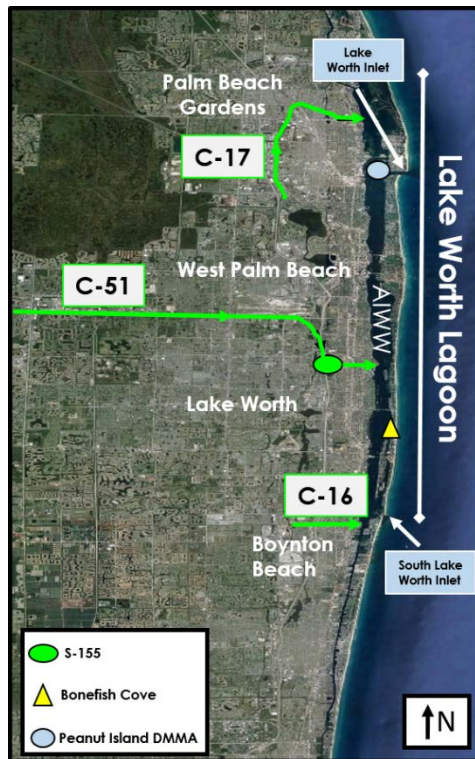 Lake
Worth Inlet
Palm Beach
Gardens
C-17
Lake Worth Lagoon
West Palm Beach
C-51
AIWW
Lake Worth
C-16
Boynton
Beach
South Lake
Worth Inlet
S-155
Bonefish Cove
Peanut Island DMMA
N